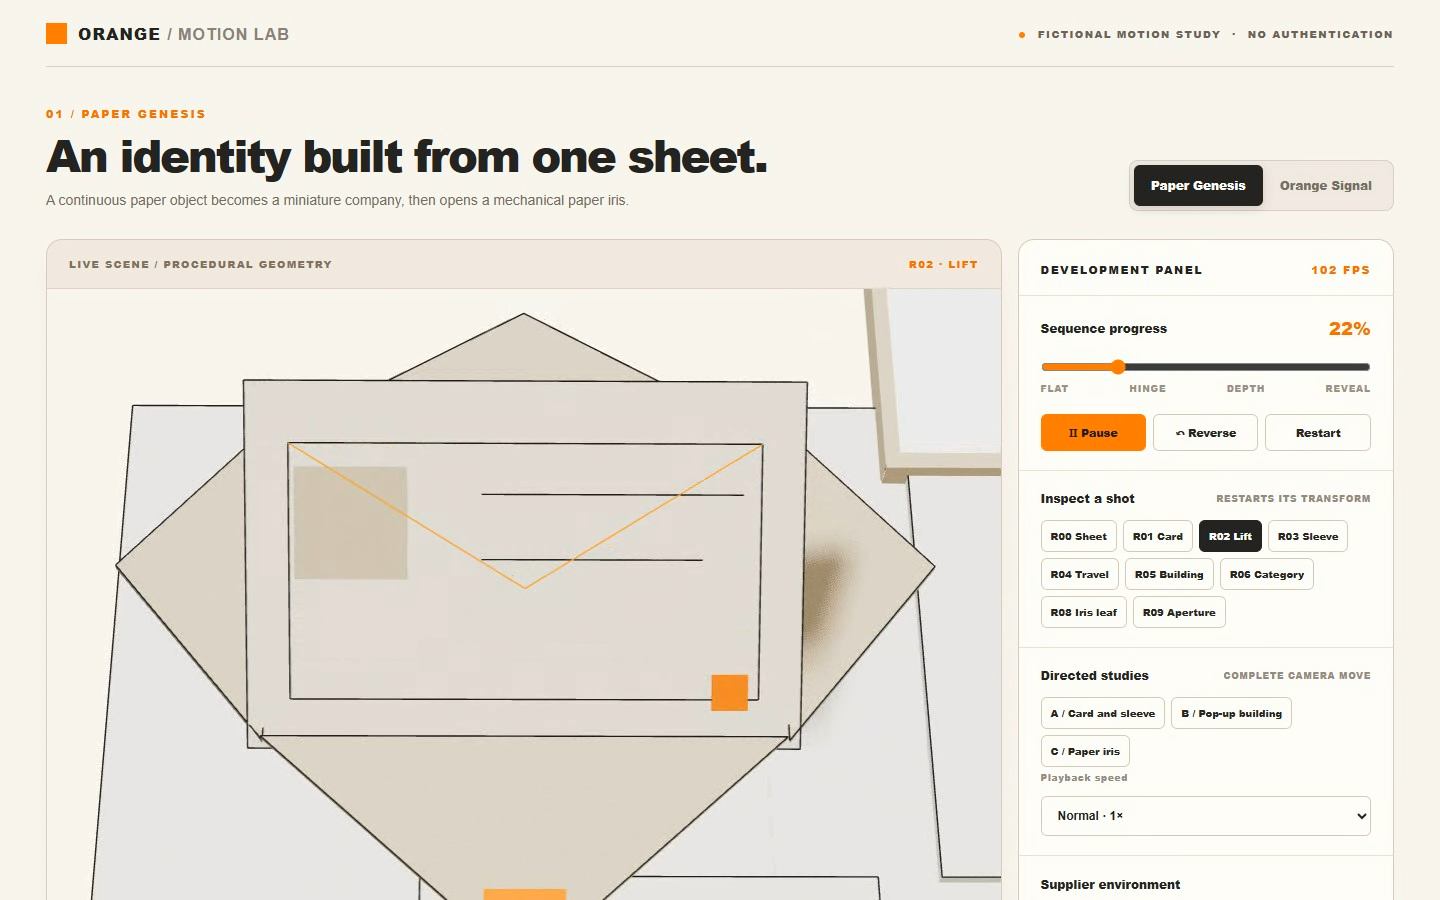 ORANGE / MOTION LAB
FICTIONAL MOTION STUDY · NO AUTHENTICATION
01 / PAPER GENESIS
An identity built from one sheet.
A continuous paper object becomes a miniature company, then opens a mechanical paper iris.
Paper Genesis
Orange Signal
LIVE SCENE / PROCEDURAL GEOMETRY
R02 · LIFT
DEVELOPMENT PANEL
102 FPS
Sequence progress
22%
FLAT
HINGE
DEPTH
REVEAL
Pause
Reverse
Restart
Inspect a shot
RESTARTS ITS TRANSFORM
R00 Sheet
R01 Card
R02 Lift
R03 Sleeve
R04 Travel
R05 Building
R06 Category
R08 Iris leaf
R09 Aperture
Directed studies
COMPLETE CAMERA MOVE
A / Card and sleeve
B / Pop-up building
C / Paper iris
Playback speed
Normal · 1×
Supplier environment